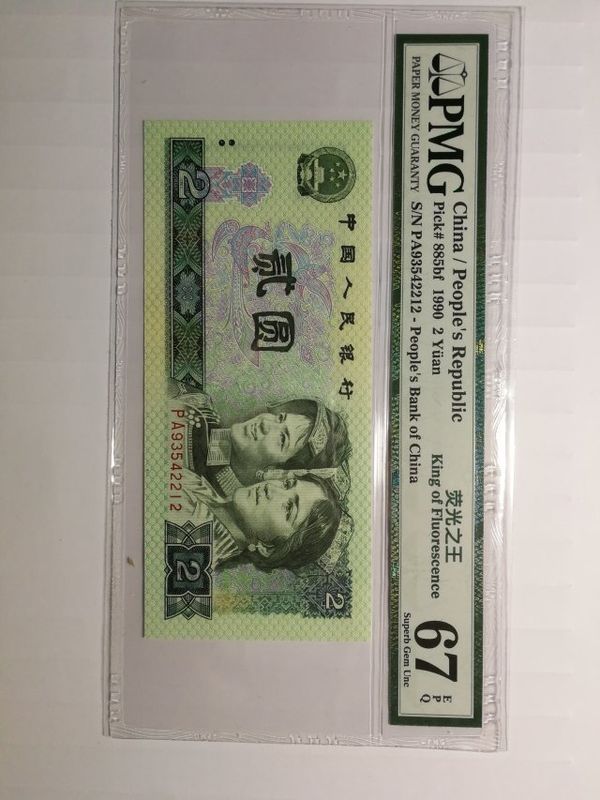 PMG
PAPER MONEY GUARANTY
China / People's Republic
Pick# 885bf 1990 2 Yüan
S/N PA93542212 - People's Bank of China
荧光之王
King of Fluorescence
67
EPQ
Superb Gem Unc
中国人民银行
贰圆
2
PA93542212
2
2